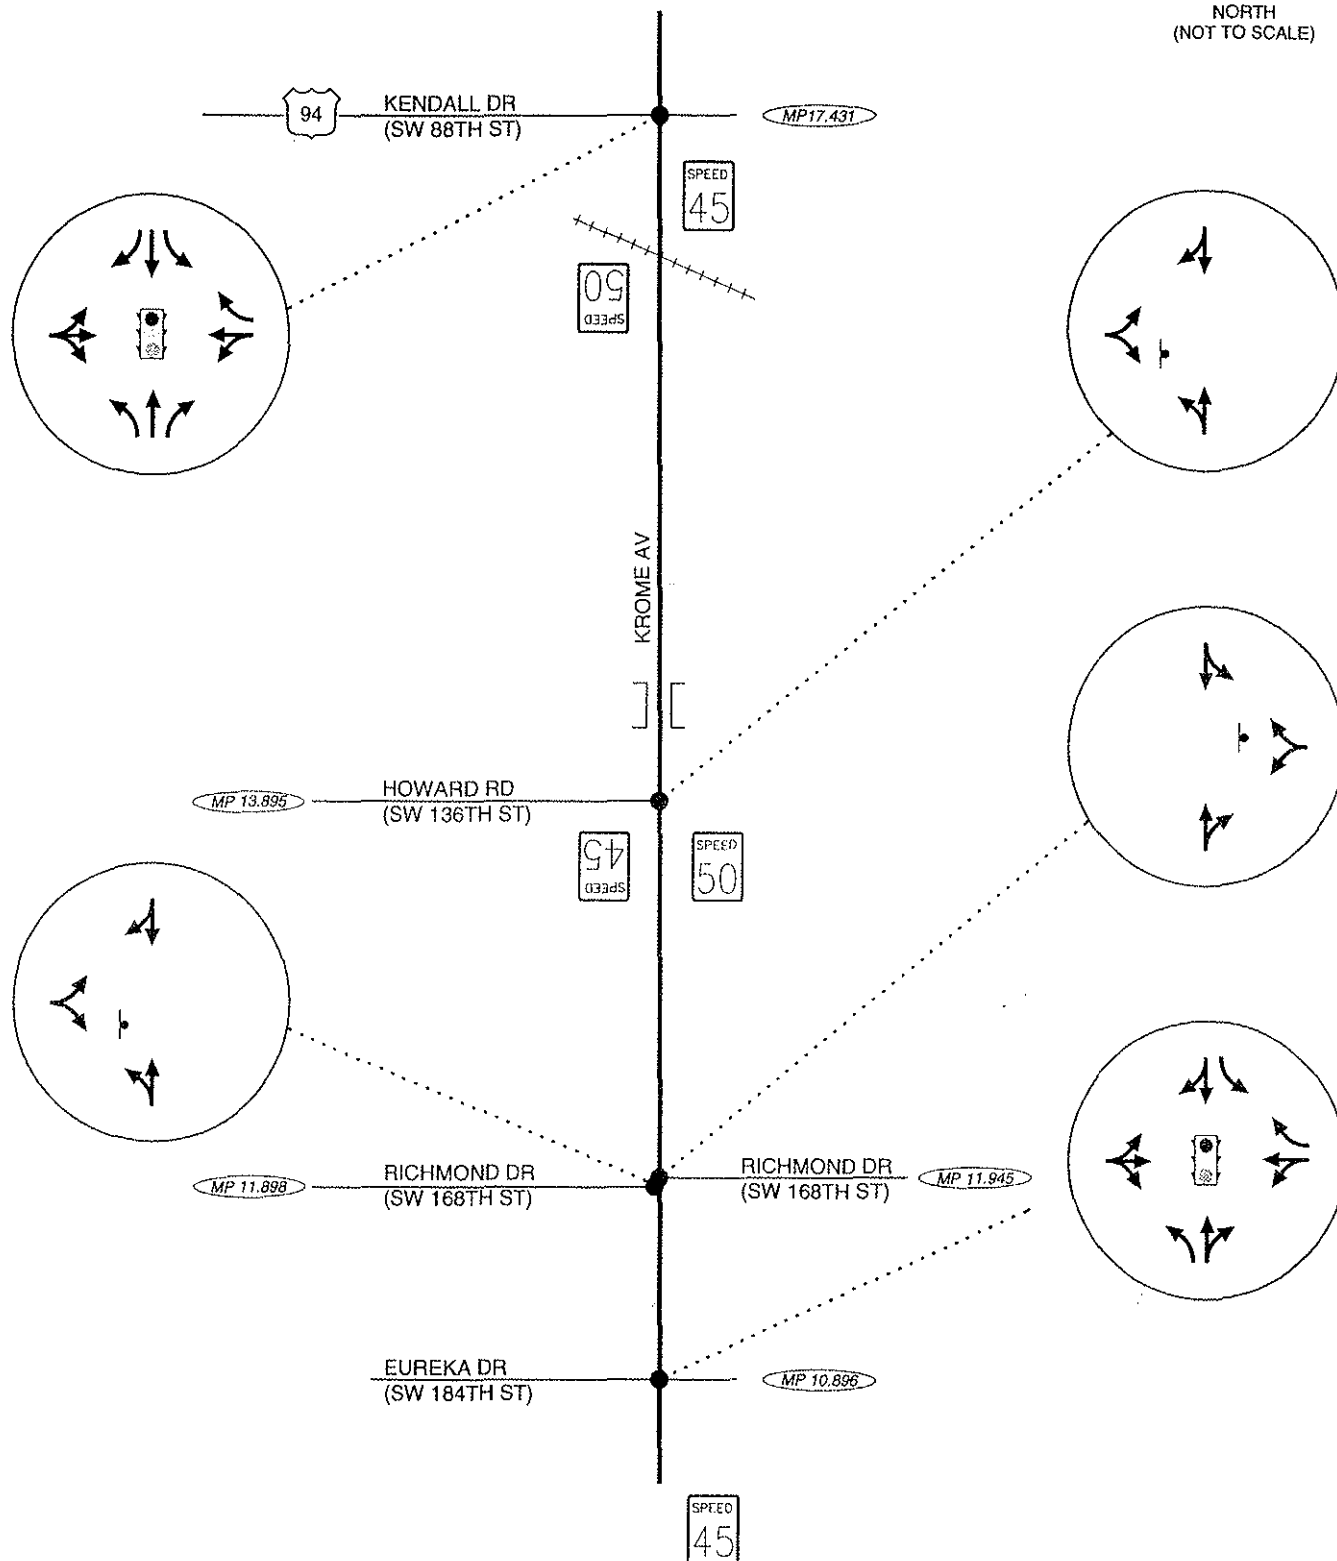 NORTH
(NOT TO SCALE)
94
KENDALL DR
(SW 88TH ST)
MP17.431
SPEED
45
SPEED
50
KROME AV
HOWARD RD
(SW 136TH ST)
MP 13.895
SPEED
45
SPEED
50
RICHMOND DR
(SW 168TH ST)
MP 11.898
RICHMOND DR
(SW 168TH ST)
MP 11.945
EUREKA DR
(SW 184TH ST)
MP 10.896
SPEED
45